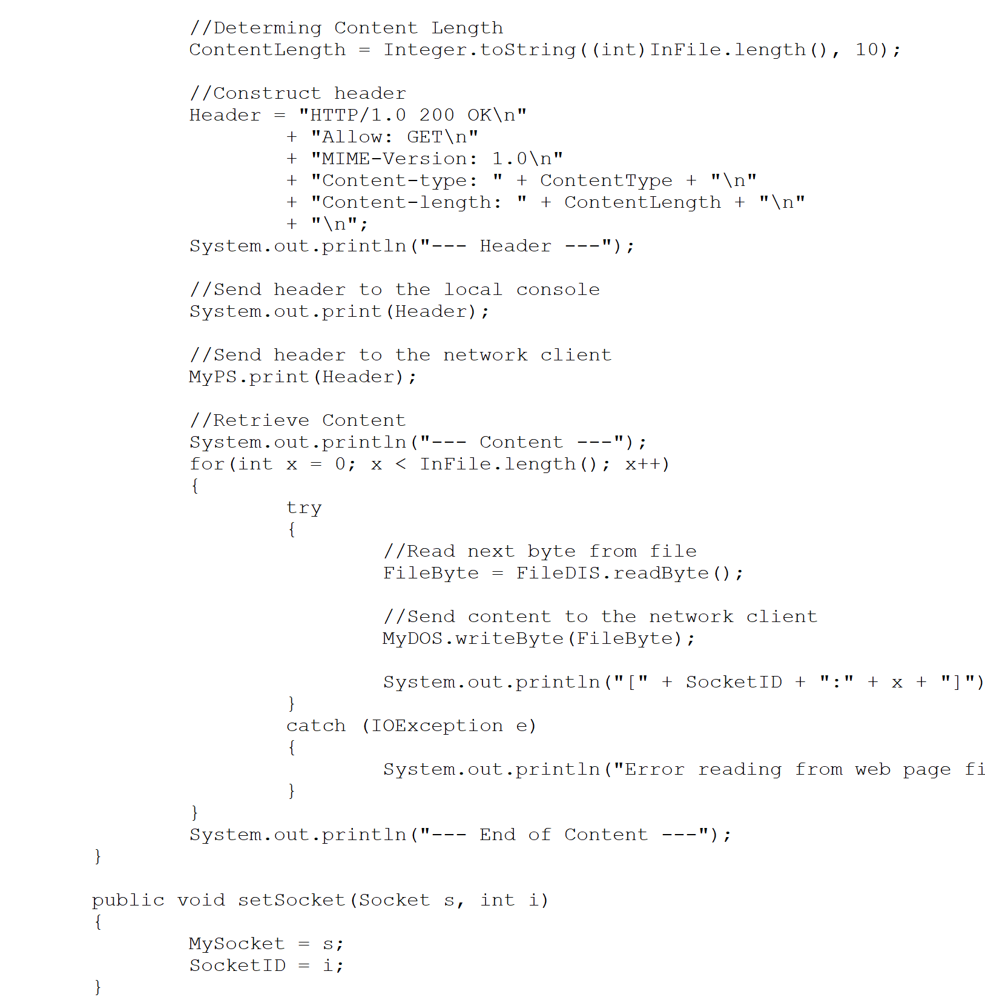 //Determing Content Length
ContentLength = Integer.toString((int)InFile.length(), 10);
//Construct header
Header = "HTTP/1.0 200 OK\n"
+ "Allow: GET\n"
+ "MIME-Version: 1.0\n"
+ "Content-type: " + ContentType + "\n"
+ "Content-length: " + ContentLength + "\n"
+ "\n";
System.out.println("--- Header ---");
//Send header to the local console
System.out.print(Header);
//Send header to the network client
MyPS.print(Header);
//Retrieve Content
System.out.println("--- Content ---");
for(int x = 0; x < InFile.length(); x++)
{
try
{
//Read next byte from file
FileByte = FileDIS.readByte();
//Send content to the network client
MyDOS.writeByte(FileByte);
System.out.println("[" + SocketID + ":" + x + "]")
}
catch (IOException e)
{
System.out.println("Error reading from web page fi
}
}
System.out.println("--- End of Content ---");
}
public void setSocket(Socket s, int i)
{
MySocket = s;
SocketID = i;
}